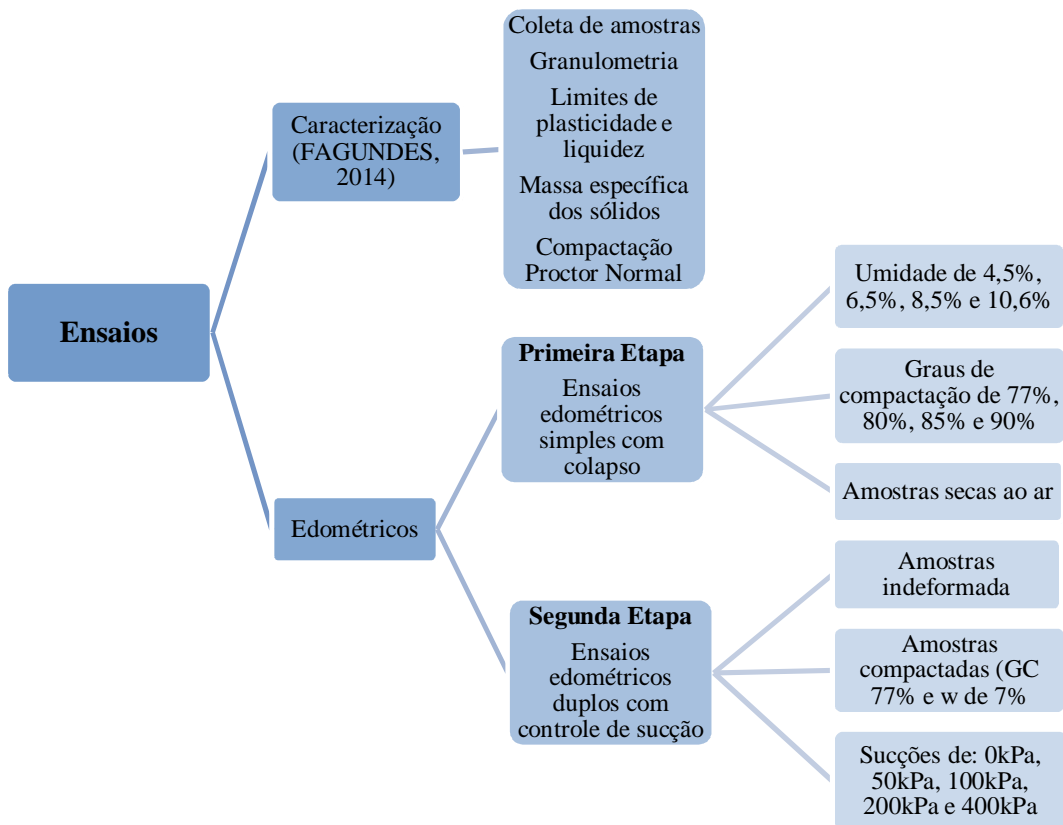 Ensaios
Caracterização
(FAGUNDES,
2014)
Coleta de amostras
Granulometria
Limites de
plasticidade e
liquidez
Massa específica
dos sólidos
Compactação
Proctor Normal
Edométricos
Primeira Etapa
Ensaios
edométricos
simples com
colapso
Umidade de 4,5%,
6,5%, 8,5% e 10,6%
Graus de
compactação de 77%,
80%, 85% e 90%
Amostras secas ao ar
Segunda Etapa
Ensaios
edométricos
duplos com
controle de sucção
Amostras
indeformada
Amostras
compactadas (GC
77% e w de 7%
Sucções de: 0kPa,
50kPa, 100kPa,
200kPa e 400kPa